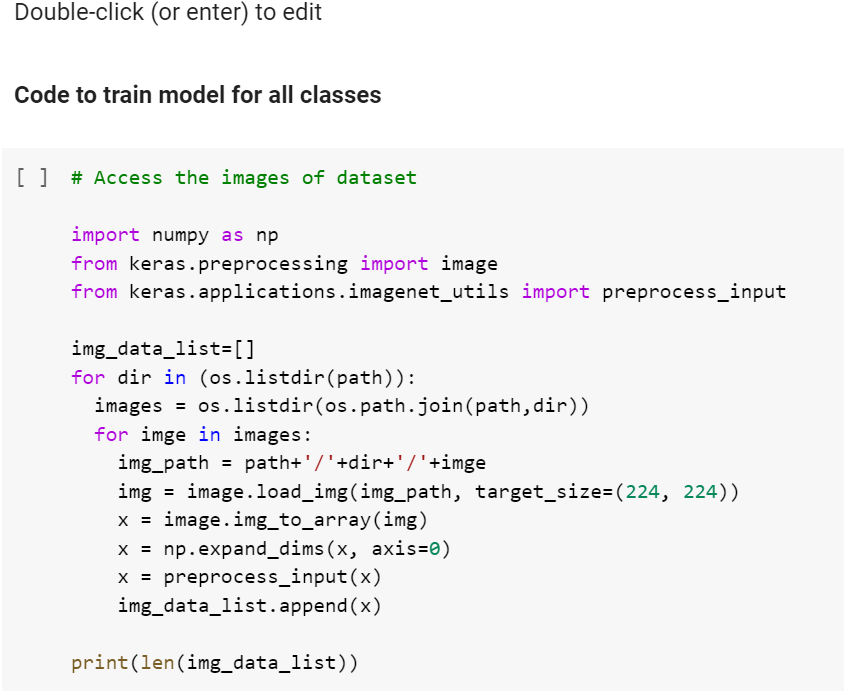 Double-click (or enter) to edit
Code to train model for all classes
[ ] # Access the images of dataset
import numpy as np
from keras.preprocessing import image
from keras.applications.imagenet_utils import preprocess_input
img_data_list=[]
for dir in (os.listdir(path)):
  images = os.listdir(os.path.join(path,dir))
  for imge in images:
    img_path = path+'/'+dir+'/'+imge
    img = image.load_img(img_path, target_size=(224, 224))
    x = image.img_to_array(img)
    x = np.expand_dims(x, axis=0)
    x = preprocess_input(x)
    img_data_list.append(x)
print(len(img_data_list))